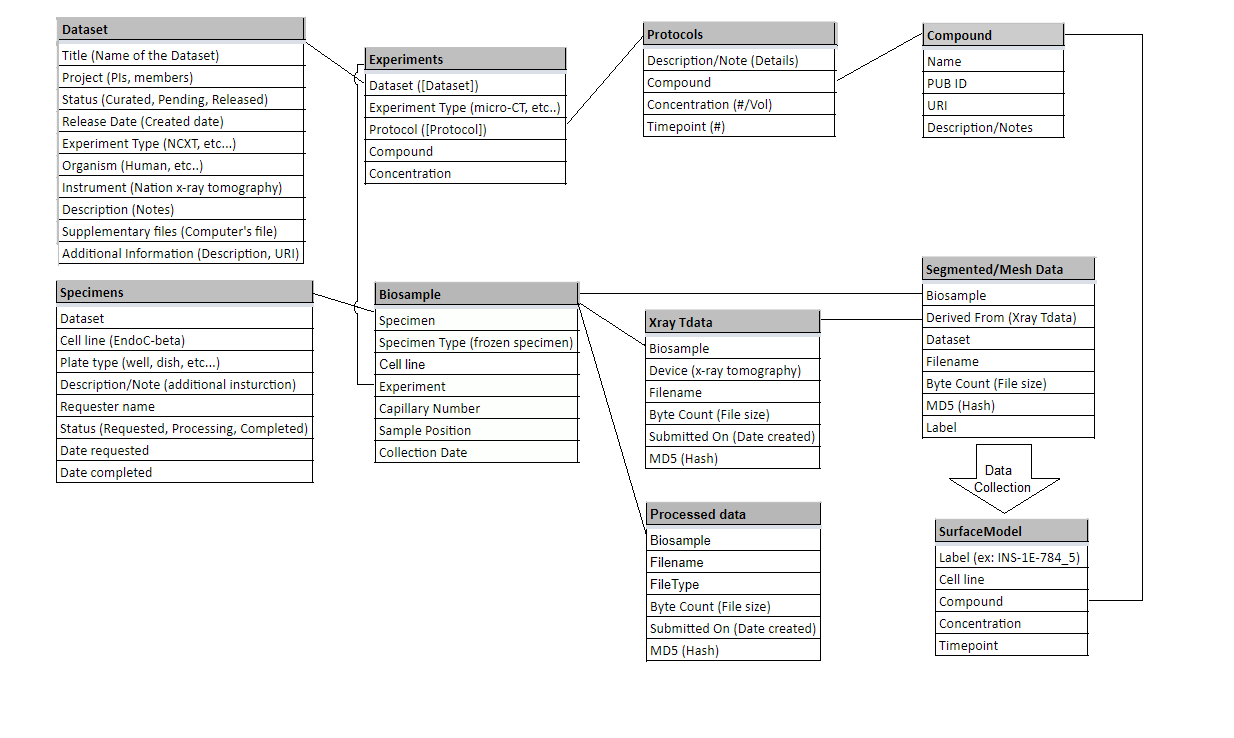 Dataset
Title (Name of the Dataset)
Project (PIs, members)
Status (Curated, Pending, Released)
Release Date (Created date)
Experiment Type (NCXT, etc...)
Organism (Human, etc..)
Instrument (Nation x-ray tomography)
Description (Notes)
Supplementary files (Computer's file)
Additional Information (Description, URI)
Experiments
Dataset ([Dataset])
Experiment Type (micro-CT, etc..)
Protocol ([Protocol])
Compound
Concentration
Protocols
Description/Note (Details)
Compound
Concentration (#/Vol)
Timepoint (#)
Compound
Name
PUB ID
URI
Description/Notes
Specimens
Dataset
Cell line (EndoC-beta)
Plate type (well, dish, etc...)
Description/Note (additional insturction)
Requester name
Status (Requested, Processing, Completed)
Date requested
Date completed
Biosample
Specimen
Specimen Type (frozen specimen)
Cell line
Experiment
Capillary Number
Sample Position
Collection Date
Xray Tdata
Biosample
Device (x-ray tomography)
Filename
Byte Count (File size)
Submitted On (Date created)
MD5 (Hash)
Segmented/Mesh Data
Biosample
Derived From (Xray Tdata)
Dataset
Filename
Byte Count (File size)
MD5 (Hash)
Label
Data
Collection
Processed data
Biosample
Filename
FileType
Byte Count (File size)
Submitted On (Date created)
MD5 (Hash)
SurfaceModel
Label (ex: INS-1E-784_5)
Cell line
Compound
Concentration
Timepoint